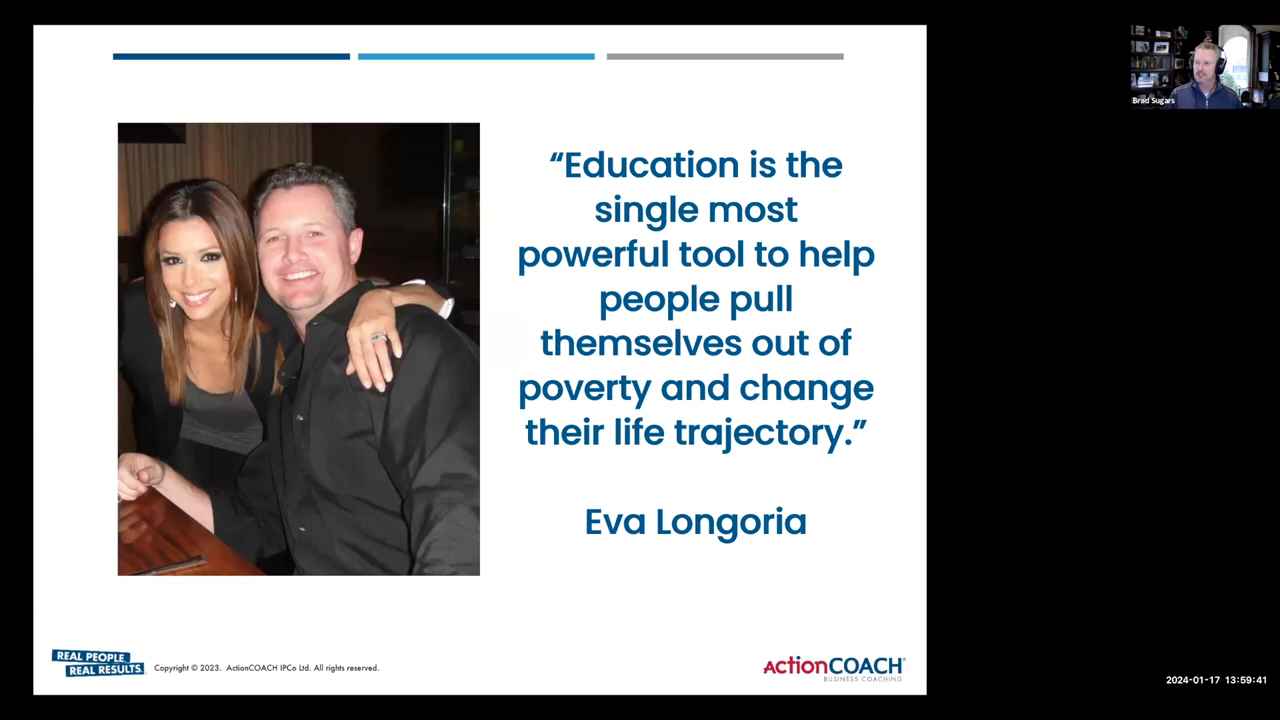 “Education is the
single most
powerful tool to help
people pull
themselves out of
poverty and change
their life trajectory.”
Eva Longoria
REAL PEOPLE.
REAL RESULTS.
Copyright © 2023. ActionCOACH IPCo Ltd. All rights reserved.
ActionCOACH®
BUSINESS COACHING
Brad Sugars
2024-01-17 13:59:41